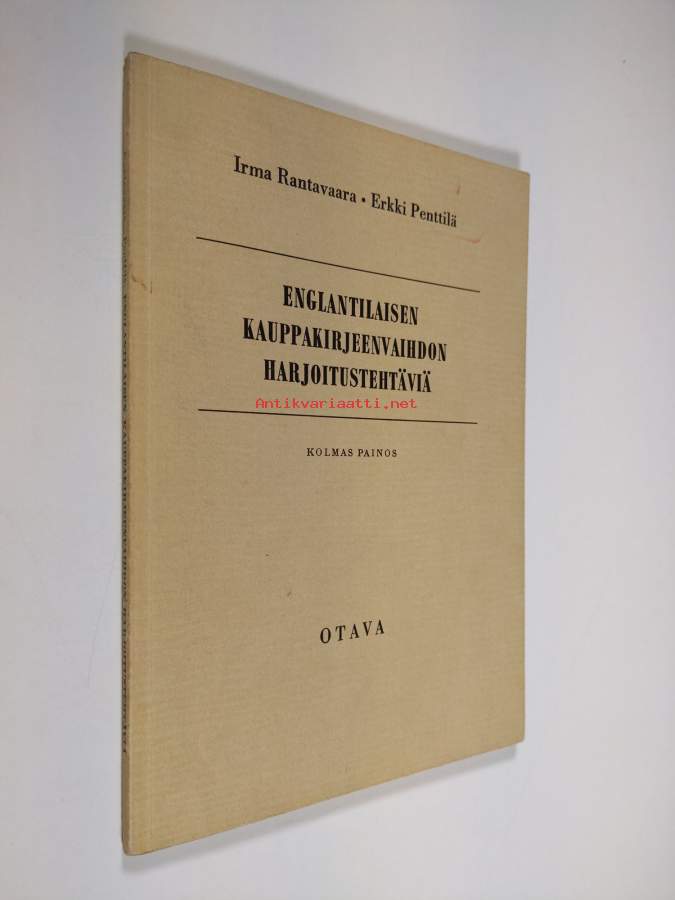 Irma Rantavaara • Erkki Penttilä
ENGLANTILAISEN
KAUPPAKIRJEENVAIHDON
HARJOITUSTEHTÄVIÄ
Antikvariaatti.net
KOLMAS PAINOS
OTAVA